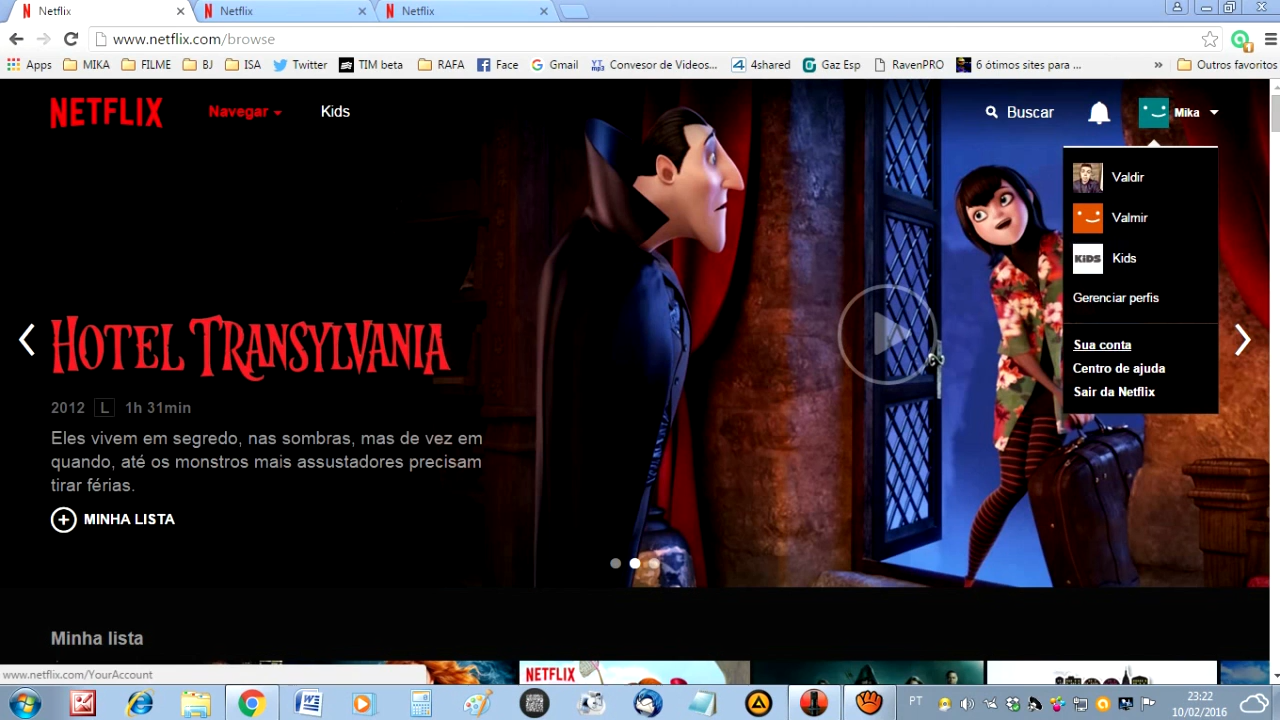 Netflix
Netflix
Netflix
www.netflix.com/browse
Apps MIKA FILME BJ ISA Twitter TIM beta RAFA Face Gmail Convesor de Videos... 4shared Gaz Esp RavenPRO 6 ótimos sites para ... » Outros favoritos
NETFLIX Navegar Kids Buscar Mika
Valdir
Valmir
KiDS Kids
Gerenciar perfis
Sua conta
Centro de ajuda
Sair da Netflix
HOTEL TRANSYLVANIA
2012 L 1h 31min
Eles vivem em segredo, nas sombras, mas de vez em
quando, até os monstros mais assustadores precisam
tirar férias.
MINHA LISTA
Minha lista
NETFLIX
www.netflix.com/YourAccount
PT
23:22
10/02/2016